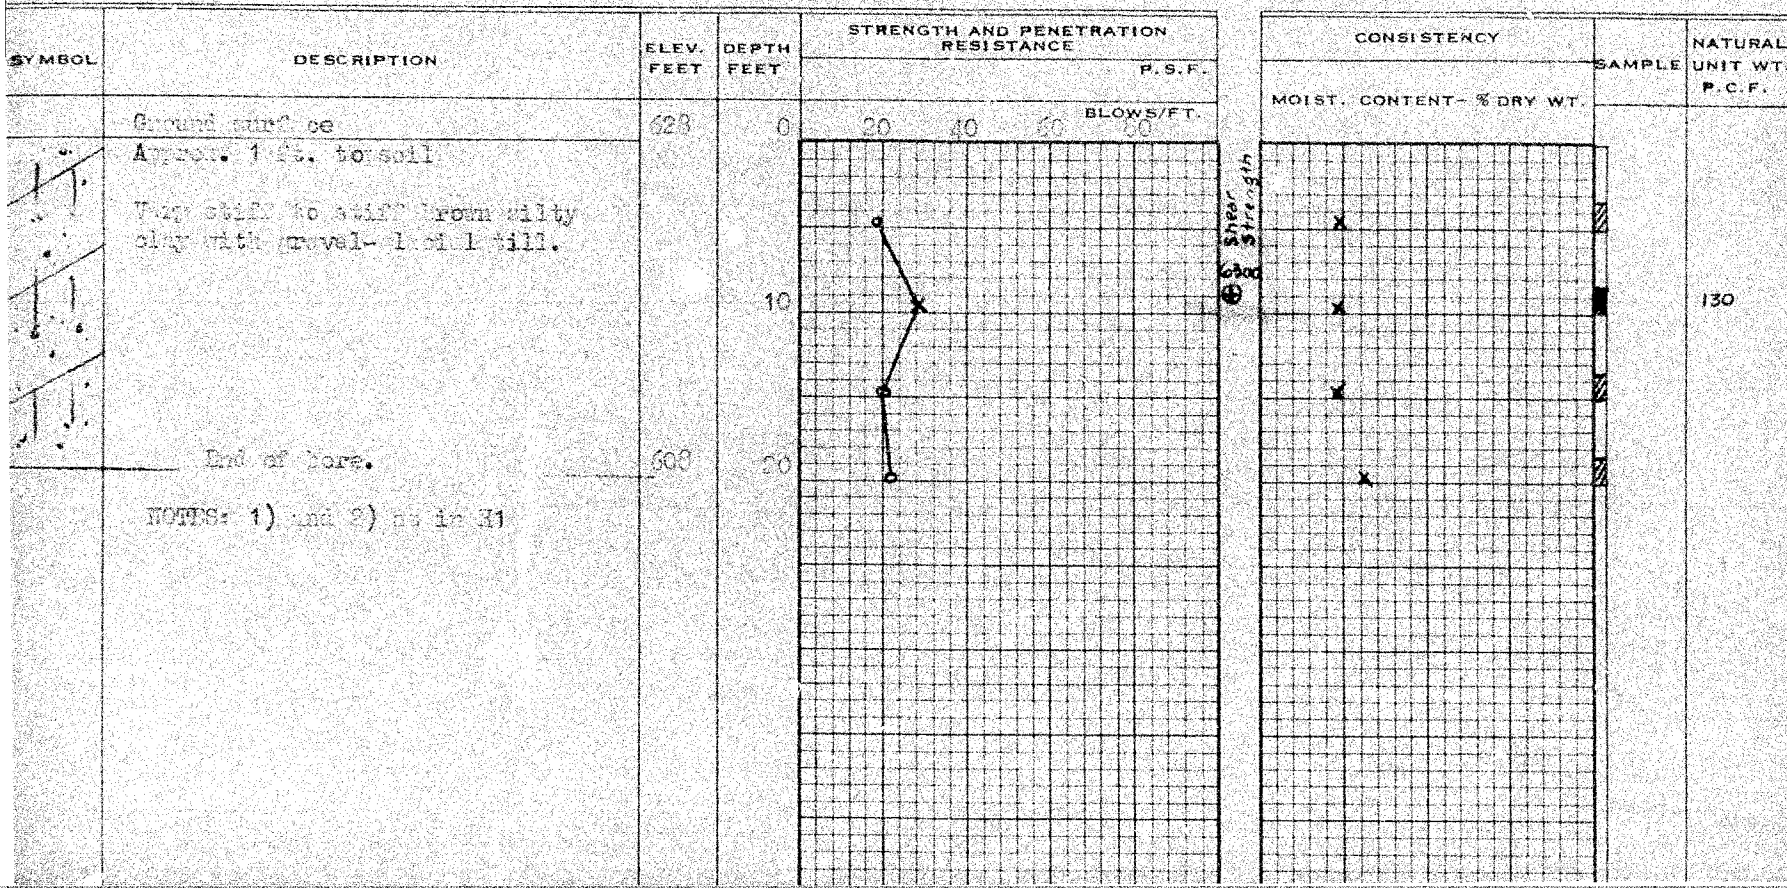 SYMBOL
DESCRIPTION
ELEV. FEET
DEPTH FEET
STRENGTH AND PENETRATION RESISTANCE
P.S.F.
BLOWS/FT.
CONSISTENCY
MOIST. CONTENT - % DRY WT.
SAMPLE
NATURAL UNIT WT. P.C.F.
20 40 60 80
Ground surface 628 0
Approx. 1 ft. topsoil
Very stiff to stiff brown silty
clay with gravel- glacial till.
Shear Strength
6300
10
130
End of bore. 608 20
NOTES: 1) and 2) as in H1